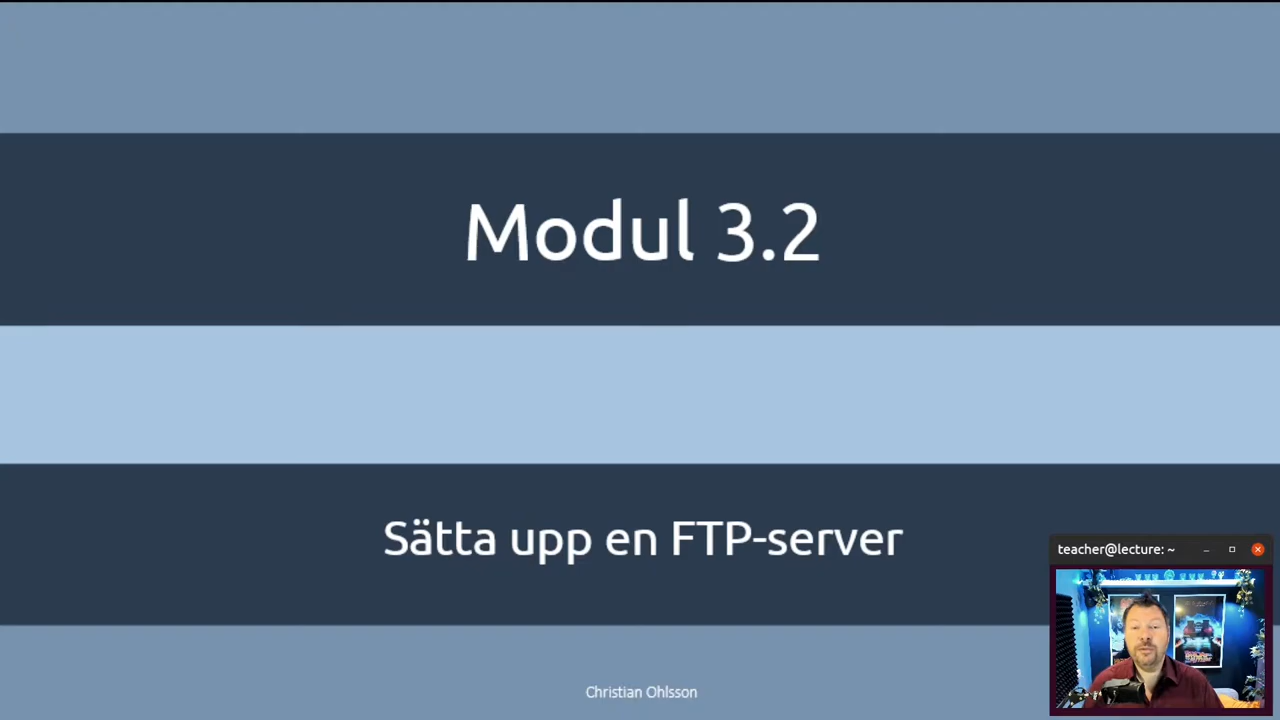 Modul 3.2
Sätta upp en FTP-server
teacher@lecture: ~
Christian Ohlsson